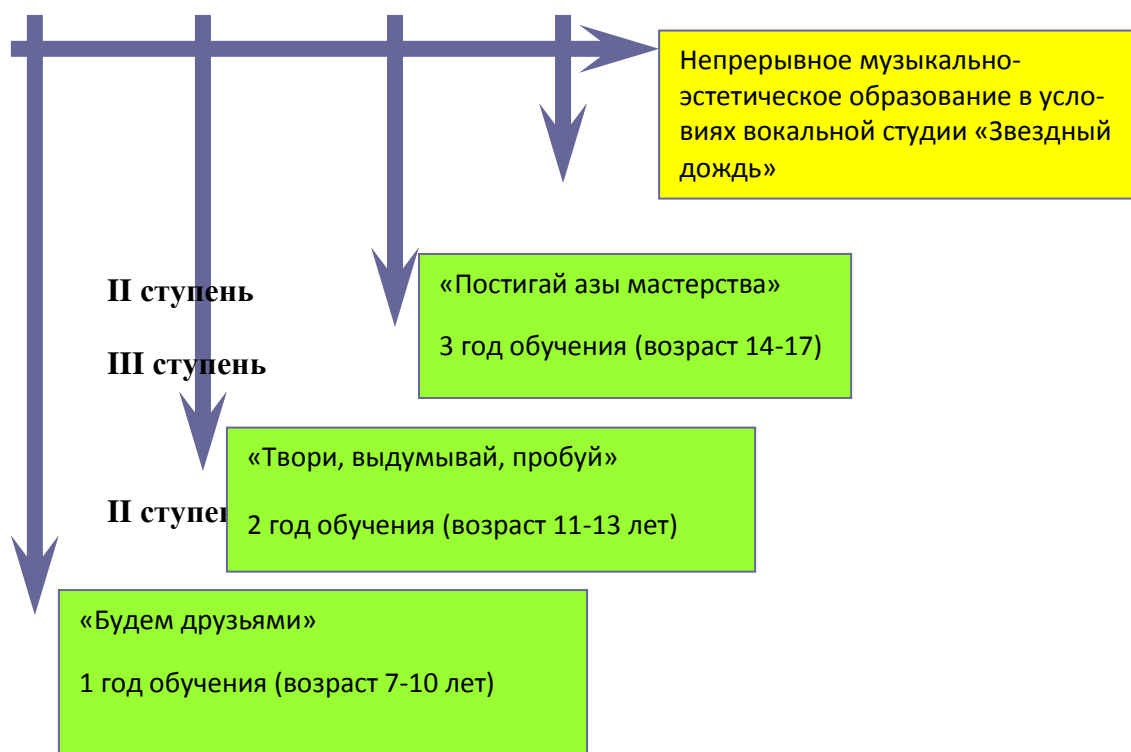 Непрерывное музыкально-
эстетическое образование в усло-
виях вокальной студии «Звездный
дождь»
II ступень
«Постигай азы мастерства»
3 год обучения (возраст 14-17)
III ступень
«Твори, выдумывай, пробуй»
II ступен
2 год обучения (возраст 11-13 лет)
«Будем друзьями»
1 год обучения (возраст 7-10 лет)